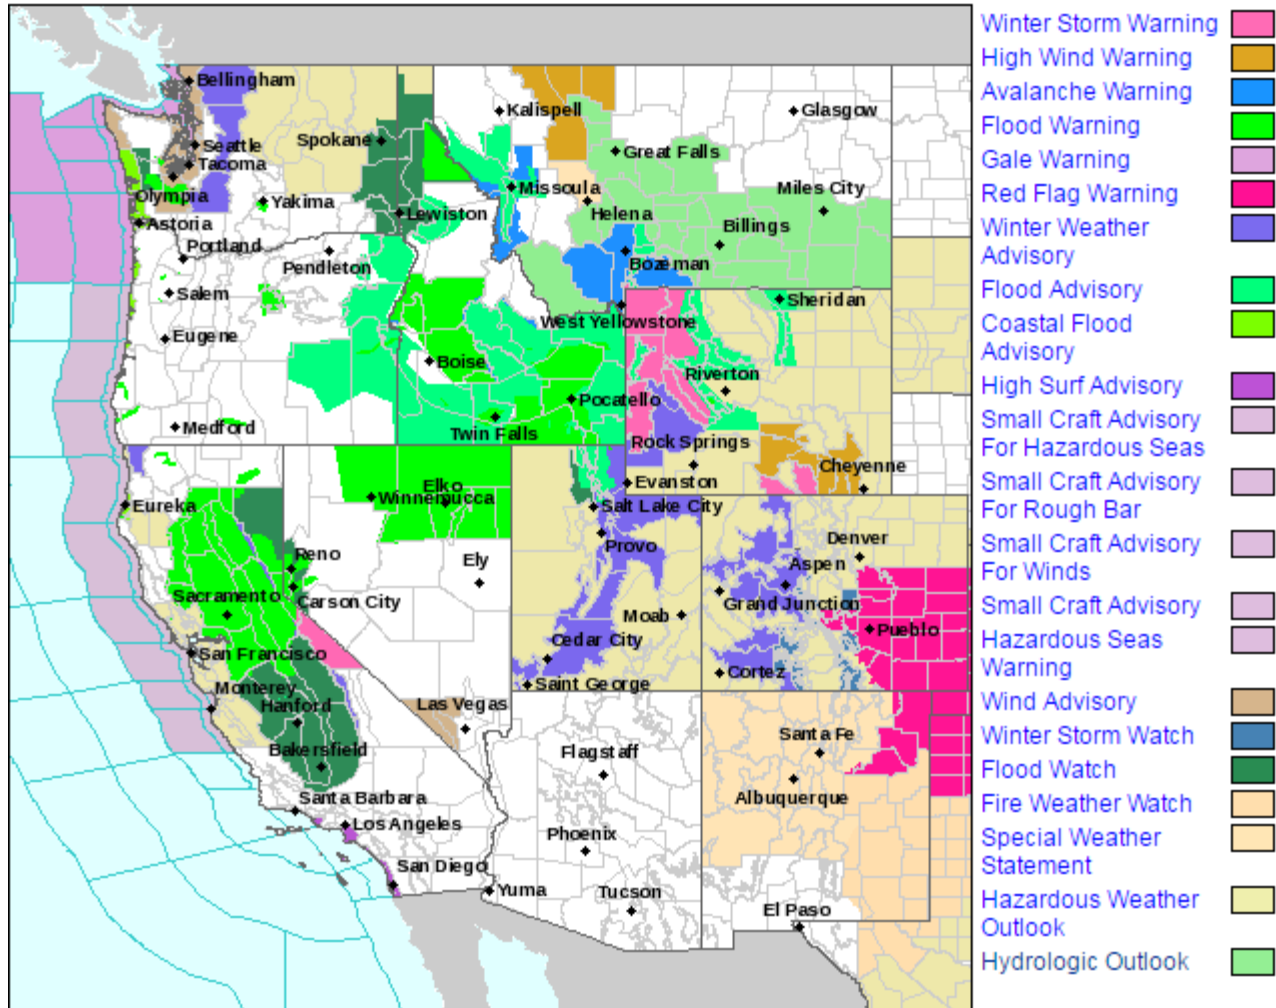 Bellingham
Seattle
Tacoma
Olympia
Spokane
Yakima
Astoria
Portland
Pendleton
Lewiston
Salem
Eugene
Medford
Kalispell
Glasgow
Great Falls
Missoula
Miles City
Helena
Billings
Bozeman
West Yellowstone
Sheridan
Boise
Riverton
Pocatello
Twin Falls
Rock Springs
Cheyenne
Evanston
Elko
Winnemucca
Eureka
Salt Lake City
Provo
Denver
Reno
Ely
Aspen
Sacramento
Carson City
Grand Junction
Moab
Pueblo
San Francisco
Cedar City
Cortez
Saint George
Monterey
Hanford
Las Vegas
Bakersfield
Flagstaff
Santa Fe
Albuquerque
Santa Barbara
Los Angeles
Phoenix
San Diego
Yuma
Tucson
El Paso
Winter Storm Warning
High Wind Warning
Avalanche Warning
Flood Warning
Gale Warning
Red Flag Warning
Winter Weather
Advisory
Flood Advisory
Coastal Flood
Advisory
High Surf Advisory
Small Craft Advisory
For Hazardous Seas
Small Craft Advisory
For Rough Bar
Small Craft Advisory
For Winds
Small Craft Advisory
Hazardous Seas
Warning
Wind Advisory
Winter Storm Watch
Flood Watch
Fire Weather Watch
Special Weather
Statement
Hazardous Weather
Outlook
Hydrologic Outlook